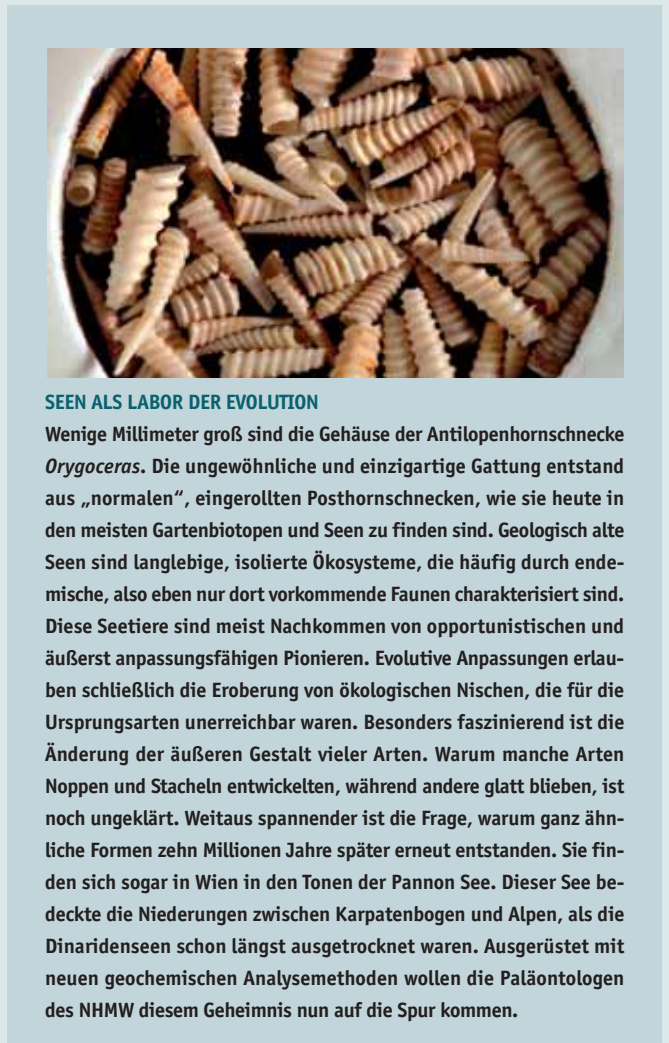 SEEN ALS LABOR DER EVOLUTION
Wenige Millimeter groß sind die Gehäuse der Antilopenhornschnecke
Orygoceras. Die ungewöhnliche und einzigartige Gattung entstand
aus „normalen“, eingerollten Posthornschnecken, wie sie heute in
den meisten Gartenbiotopen und Seen zu finden sind. Geologisch alte
Seen sind langlebige, isolierte Ökosysteme, die häufig durch ende-
mische, also eben nur dort vorkommende Faunen charakterisiert sind.
Diese Seetiere sind meist Nachkommen von opportunistischen und
äußerst anpassungsfähigen Pionieren. Evolutive Anpassungen erlau-
ben schließlich die Eroberung von ökologischen Nischen, die für die
Ursprungsarten unerreichbar waren. Besonders faszinierend ist die
Änderung der äußeren Gestalt vieler Arten. Warum manche Arten
Noppen und Stacheln entwickelten, während andere glatt blieben, ist
noch ungeklärt. Weitaus spannender ist die Frage, warum ganz ähn-
liche Formen zehn Millionen Jahre später erneut entstanden. Sie fin-
den sich sogar in Wien in den Tonen der Pannon See. Dieser See be-
deckte die Niederungen zwischen Karpatenbogen und Alpen, als die
Dinaridenseen schon längst ausgetrocknet waren. Ausgerüstet mit
neuen geochemischen Analysemethoden wollen die Paläontologen
des NHMW diesem Geheimnis nun auf die Spur kommen.